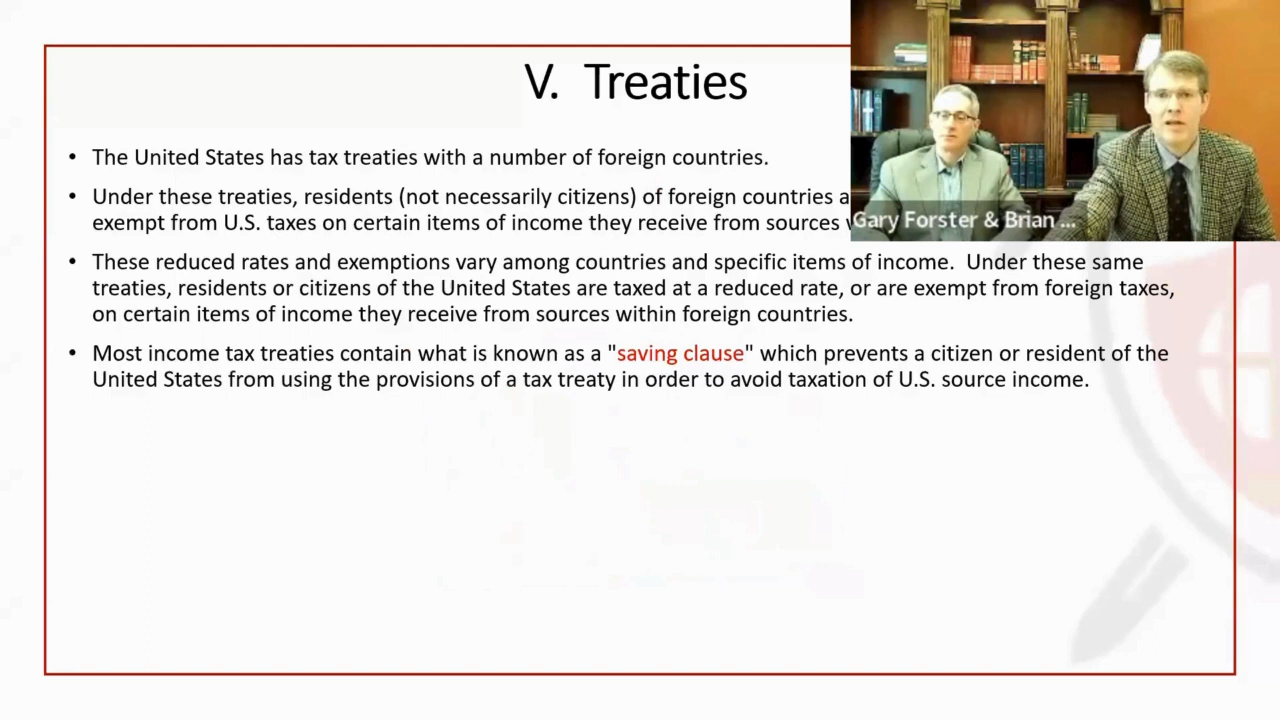 V. Treaties
• The United States has tax treaties with a number of foreign countries.
• Under these treaties, residents (not necessarily citizens) of foreign countries
exempt from U.S. taxes on certain items of income they receive from sources
Gary Forster & Brian ...
• These reduced rates and exemptions vary among countries and specific items of income. Under these same
treaties, residents or citizens of the United States are taxed at a reduced rate, or are exempt from foreign taxes,
on certain items of income they receive from sources within foreign countries.
• Most income tax treaties contain what is known as a "saving clause" which prevents a citizen or resident of the
United States from using the provisions of a tax treaty in order to avoid taxation of U.S. source income.